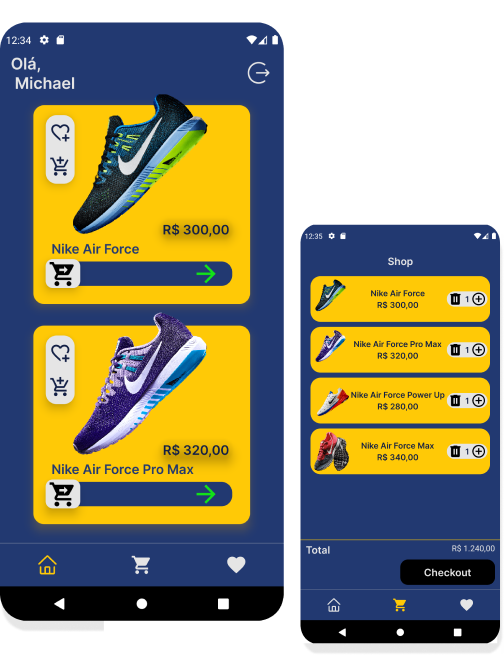 12:34
Olá,
Michael
R$ 300,00
Nike Air Force
R$ 320,00
Nike Air Force Pro Max
12:35
Shop
Nike Air Force
R$ 300,00
1
Nike Air Force Pro Max
R$ 320,00
1
Nike Air Force Power Up
R$ 280,00
1
Nike Air Force Max
R$ 340,00
1
Total
R$ 1.240,00
Checkout